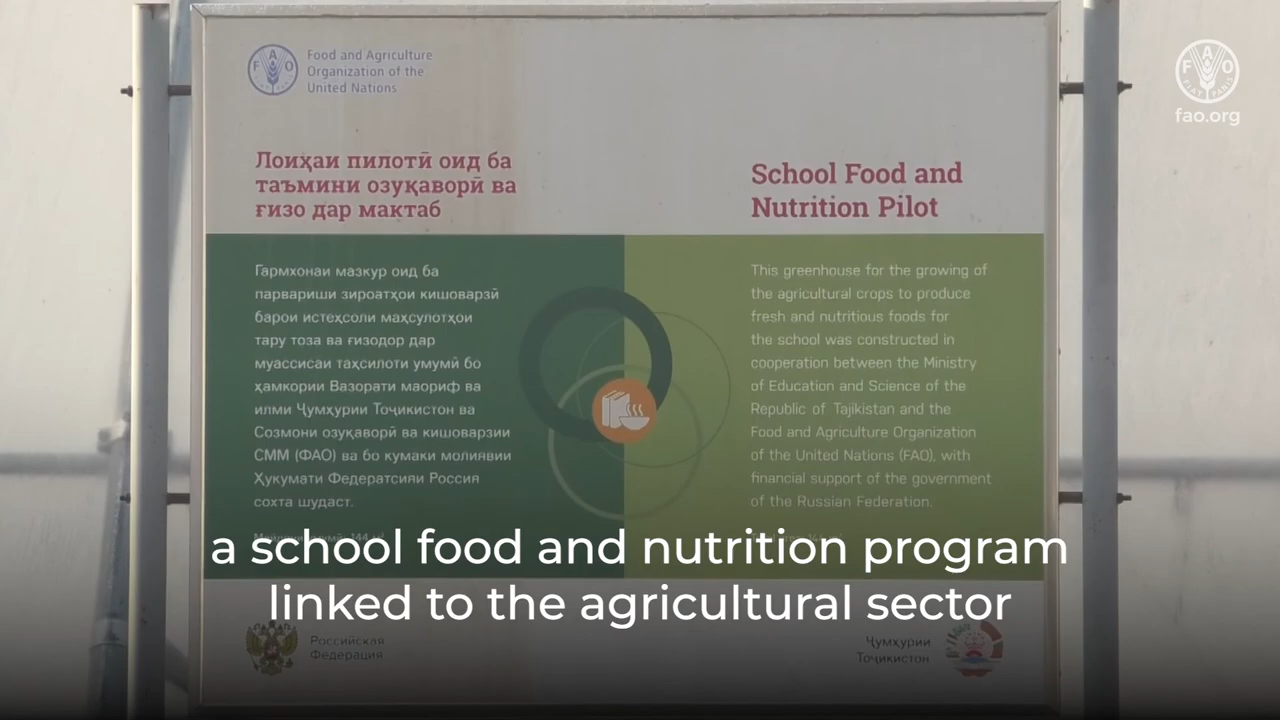 Food and Agriculture
Organization of the
United Nations
FAO
FIAT PANIS
fao.org
Лоиҳаи пилотӣ оид ба
таъмини озуқаворӣ ва
ғизо дар мактаб
School Food and
Nutrition Pilot
Гармхонаи мазкур оид ба
парвариши зироатҳои кишоварзӣ
барои истеҳсоли маҳсулотҳои
тару тоза ва ғизодор дар
муассисаи таҳсилоти умумӣ бо
ҳамкории Вазорати маориф ва
илми Ҷумҳурии Тоҷикистон ва
Созмони озуқаворӣ ва кишоварзии
СММ (ФАО) ва бо кумаки молиявии
Ҳукумати Федератсияи Россия
сохта шудаст.
This greenhouse for the growing of
the agricultural crops to produce
fresh and nutritious foods for
the school was constructed in
cooperation between the Ministry
of Education and Science of the
Republic of Tajikistan and the
Food and Agriculture Organization
of the United Nations (FAO), with
financial support of the government
of the Russian Federation.
a school food and nutrition program
linked to the agricultural sector
Российская
Федерация
Ҷумҳурии
Тоҷикистон